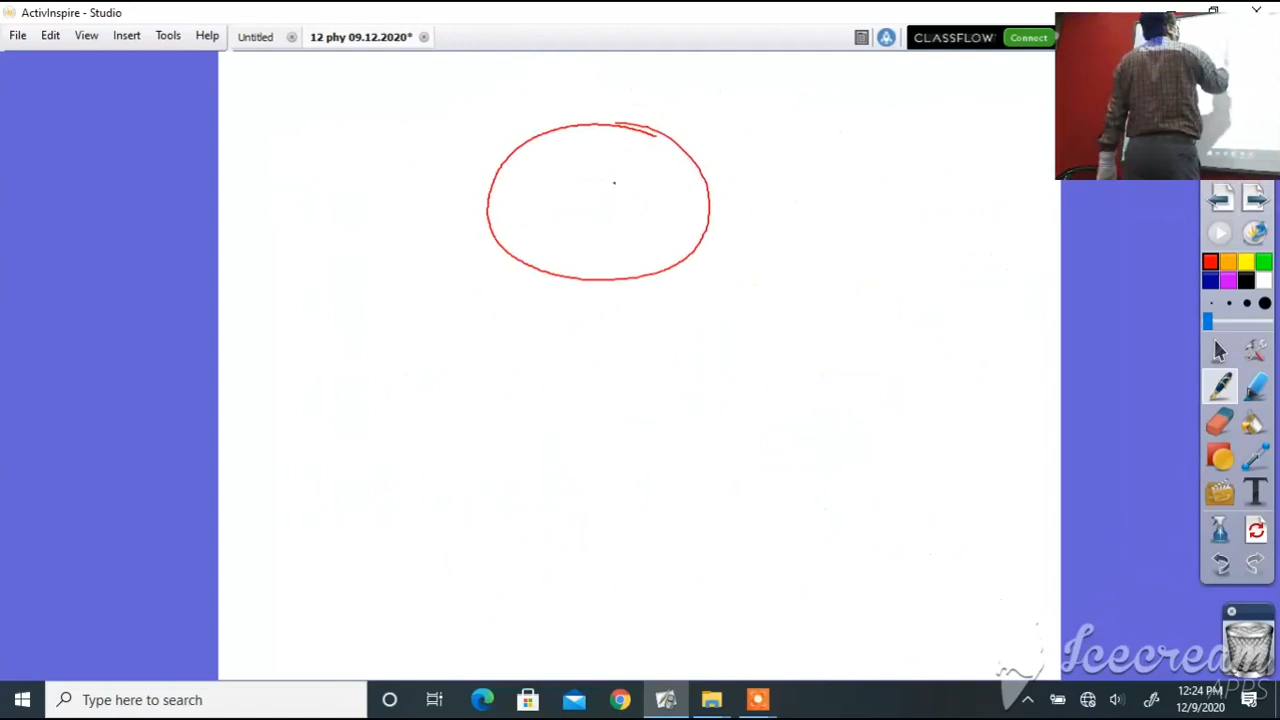 ActivInspire - Studio
File Edit View Insert Tools Help Untitled 12 phy 09.12.2020* CLASSFLOW Connect
T
Icecream
APPS
Type here to search
12:24 PM
12/9/2020